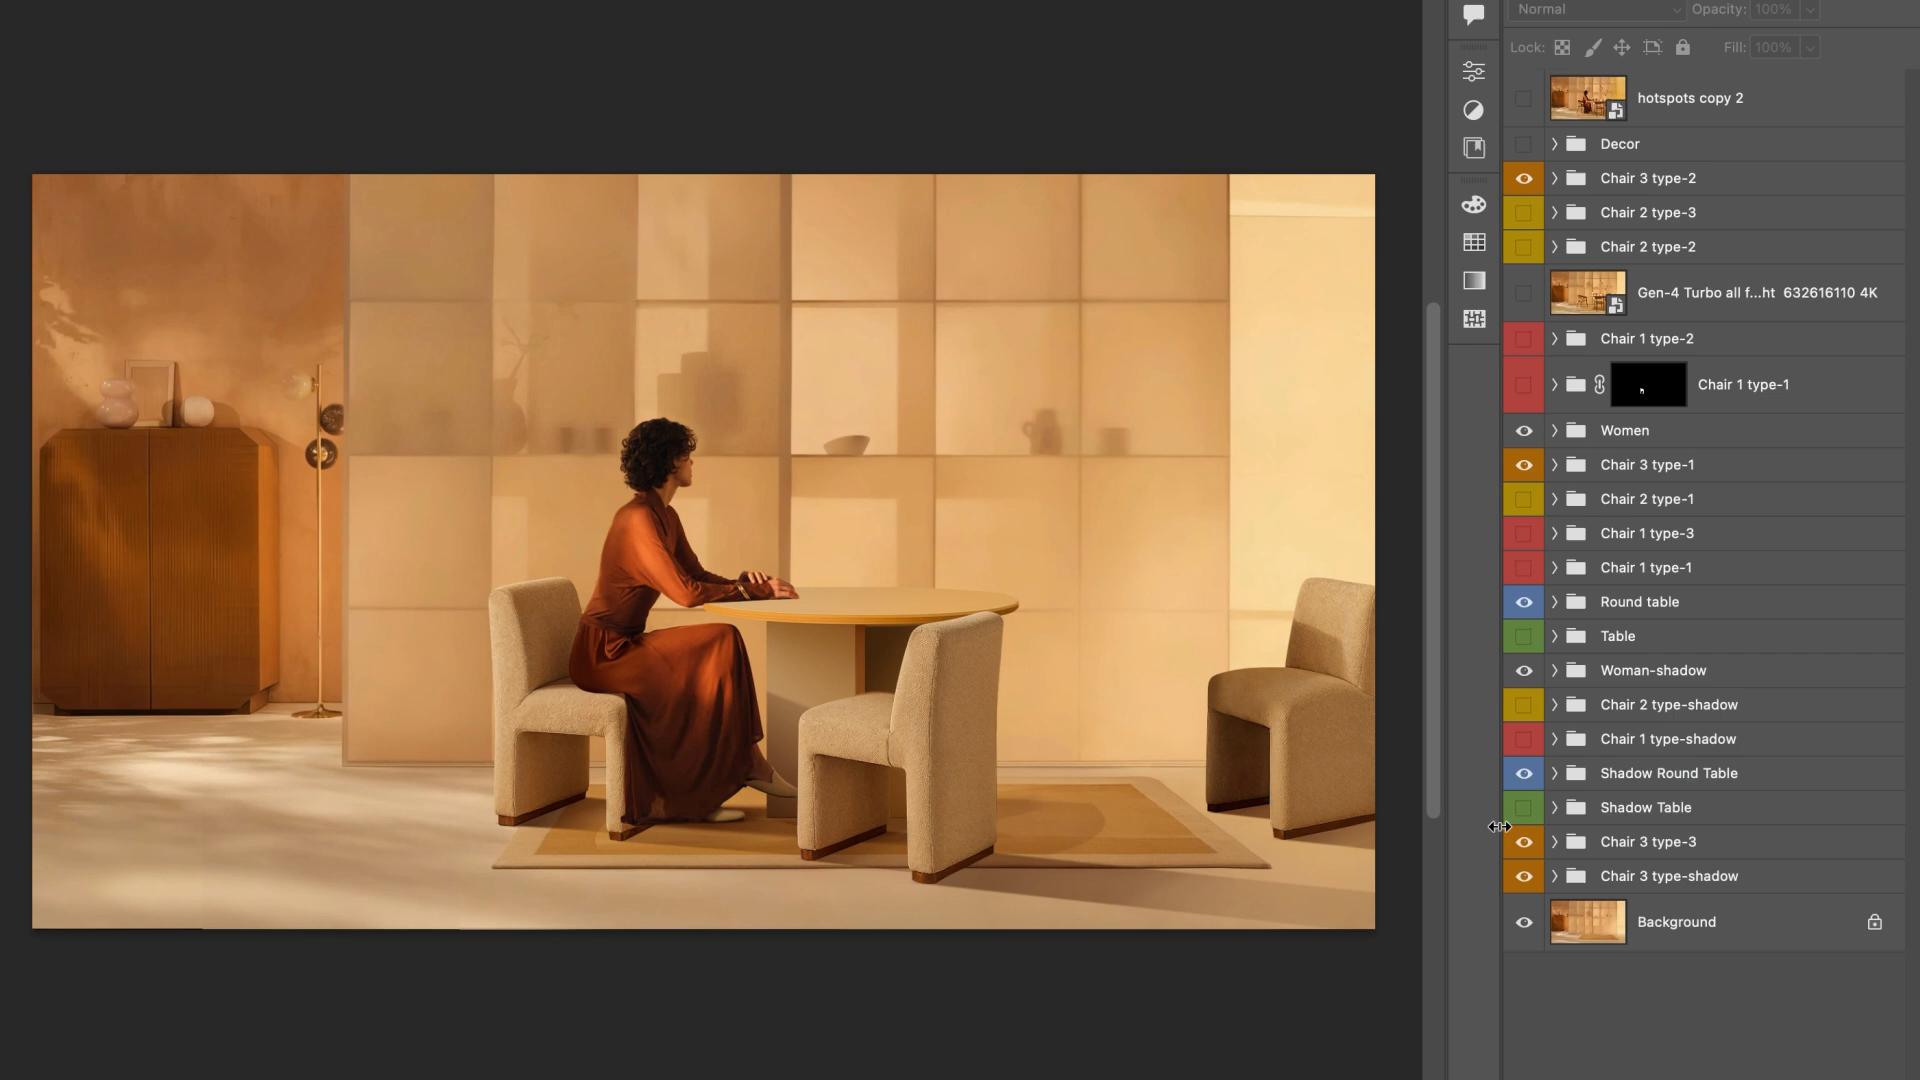 Normal Opacity: 100%
Lock: Fill: 100%
hotspots copy 2
Decor
Chair 3 type-2
Chair 2 type-3
Chair 2 type-2
Gen-4 Turbo all f...ht 632616110 4K
Chair 1 type-2
Chair 1 type-1
Women
Chair 3 type-1
Chair 2 type-1
Chair 1 type-3
Chair 1 type-1
Round table
Table
Woman-shadow
Chair 2 type-shadow
Chair 1 type-shadow
Shadow Round Table
Shadow Table
Chair 3 type-3
Chair 3 type-shadow
Background